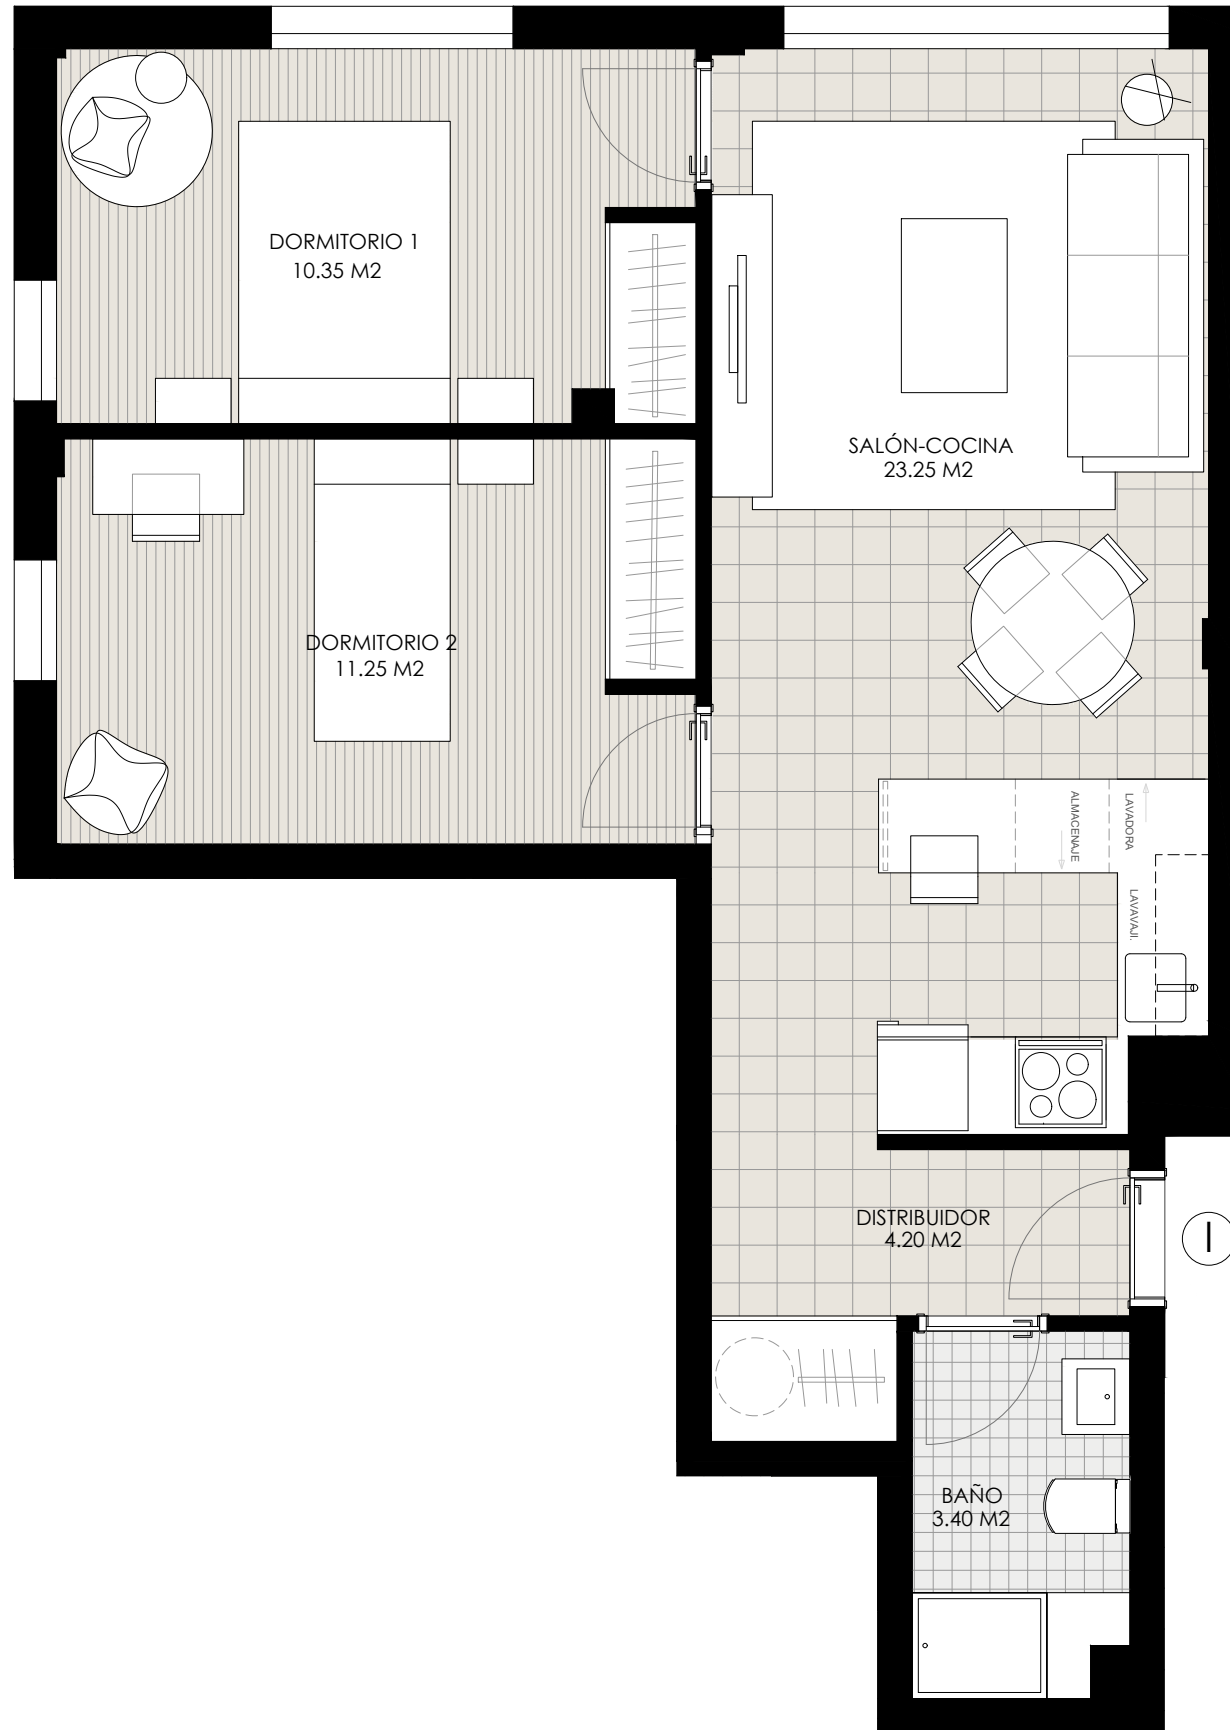 DORMITORIO 1
10.35 M2
SALÓN-COCINA
23.25 M2
DORMITORIO 2
11.25 M2
ALMACENAJE
LAVADORA
LAVAVAJI.
DISTRIBUIDOR
4.20 M2
I
BAÑO
3.40 M2